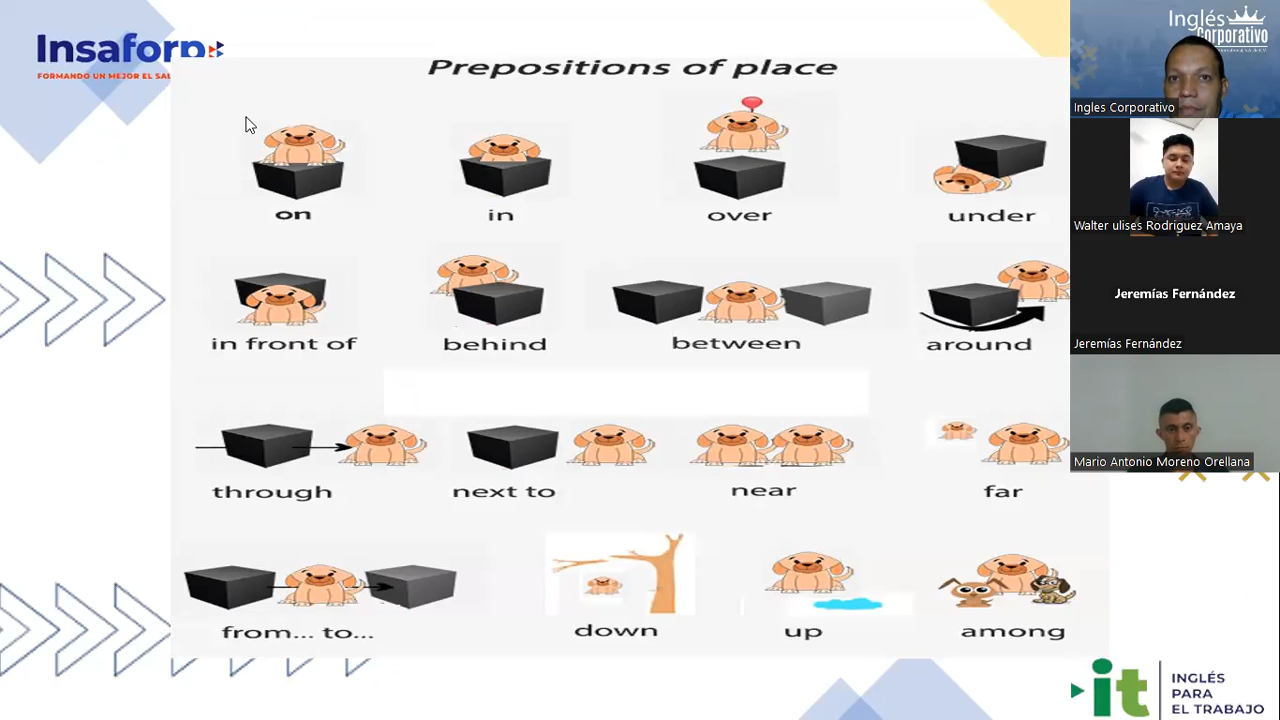 Insaforp
FORMANDO UN MEJOR EL SAL
Prepositions of place
on
in
over
under
in front of
behind
between
around
through
next to
near
far
from... to...
down
up
among
Inglés
Corporativo
Ingles Corporativo
Walter ulises Rodriguez Amaya
Jeremías Fernández
Jeremías Fernández
Mario Antonio Moreno Orellana
it
INGLÉS
PARA
EL TRABAJO